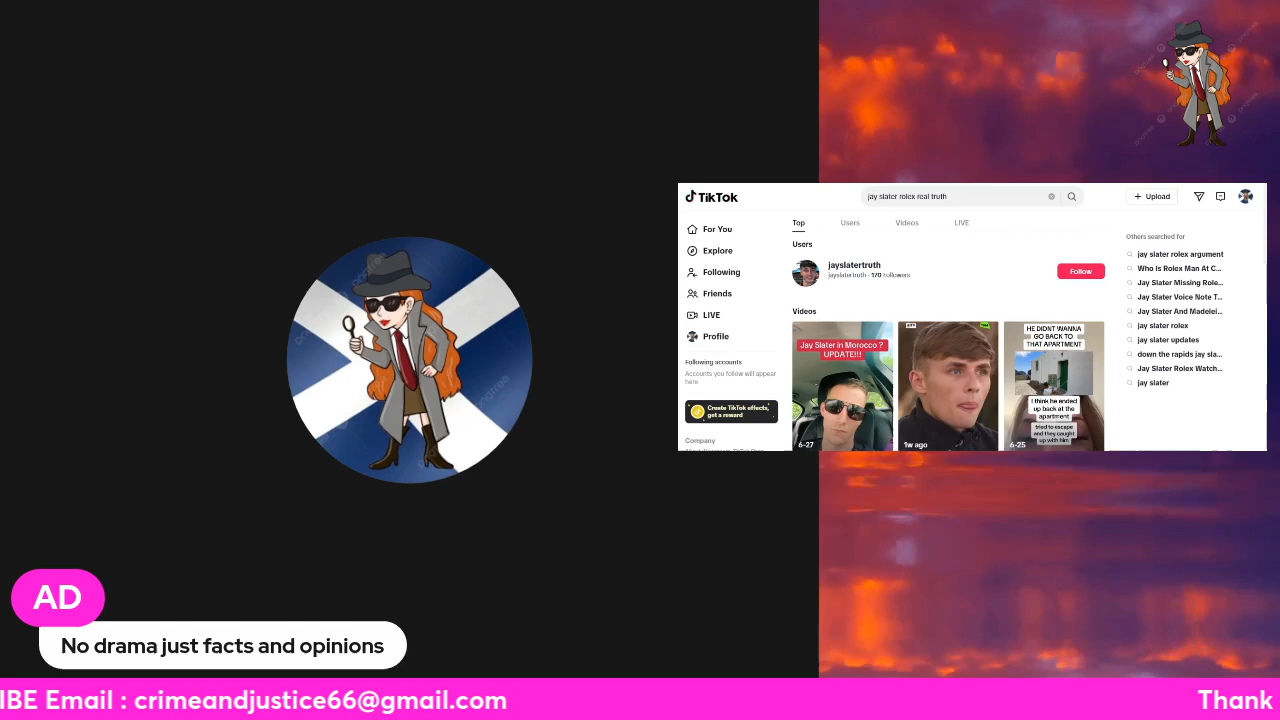 TikTok
jay slater rolex real truth
Upload
For You
Explore
Following
Friends
LIVE
Profile
Following accounts
Accounts you follow will appear
here
Create TikTok effects,
get a reward
Company
Top
Users
Videos
LIVE
Users
jayslatertruth
jayslatertruth · 170 Followers
Follow
Videos
Jay Slater in Morocco ?
UPDATE!!!
6-27
1w ago
HE DIDNT WANNA
GO BACK TO
THAT APARTMENT
I think he ended
up back at the
apartment
tried to escape
and they caught
up with him
6-25
Others searched for
jay slater rolex argument
Who Is Rolex Man At C...
Jay Slater Missing Role...
Jay Slater Voice Note T...
Jay Slater And Madelei...
jay slater rolex
jay slater updates
down the rapids jay sla...
Jay Slater Rolex Watch...
jay slater
AD
No drama just facts and opinions
IBE Email : crimeandjustice66@gmail.com
Thank